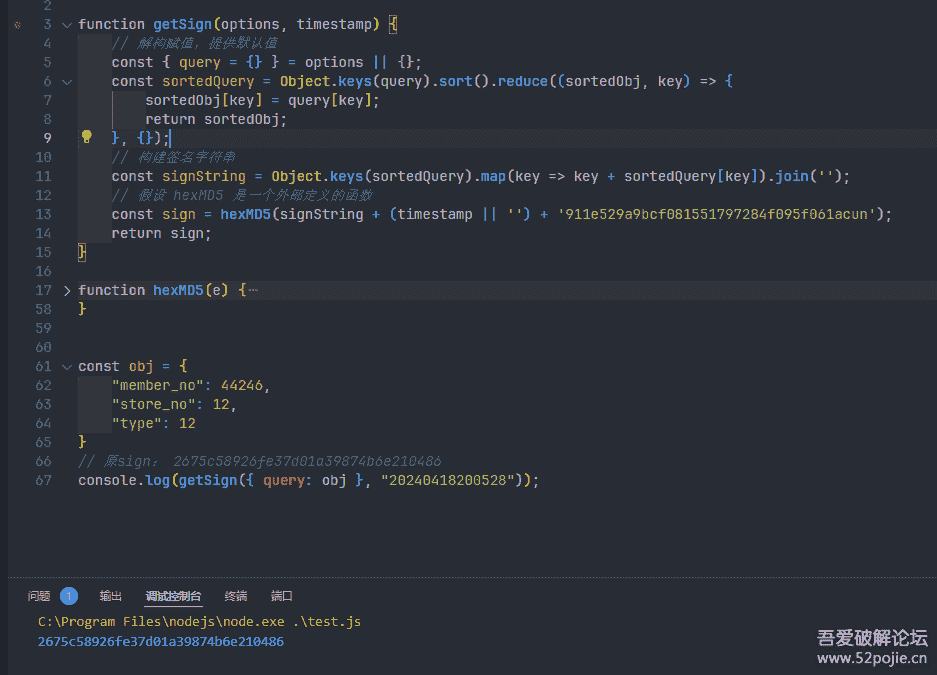 2
3 function getSign(options, timestamp) {
4 // 解构赋值，提供默认值
5 const { query = {} } = options || {};
6 const sortedQuery = Object.keys(query).sort().reduce((sortedObj, key) => {
7 sortedObj[key] = query[key];
8 return sortedObj;
9 }, {});
10 // 构建签名字符串
11 const signString = Object.keys(sortedQuery).map(key => key + sortedQuery[key]).join('');
12 // 假设 hexMD5 是一个外部定义的函数
13 const sign = hexMD5(signString + (timestamp || '') + '911e529a9bcf081551797284f095f061acun');
14 return sign;
15 }
16
17 function hexMD5(e) {…
58 }
59
60
61 const obj = {
62 "member_no": 44246,
63 "store_no": 12,
64 "type": 12
65 }
66 // 原sign： 2675c58926fe37d01a39874b6e210486
67 console.log(getSign({ query: obj }, "20240418200528"));
问题 1 输出 调试控制台 终端 端口
C:\Program Files\nodejs\node.exe .\test.js
2675c58926fe37d01a39874b6e210486
吾爱破解论坛
www.52pojie.cn